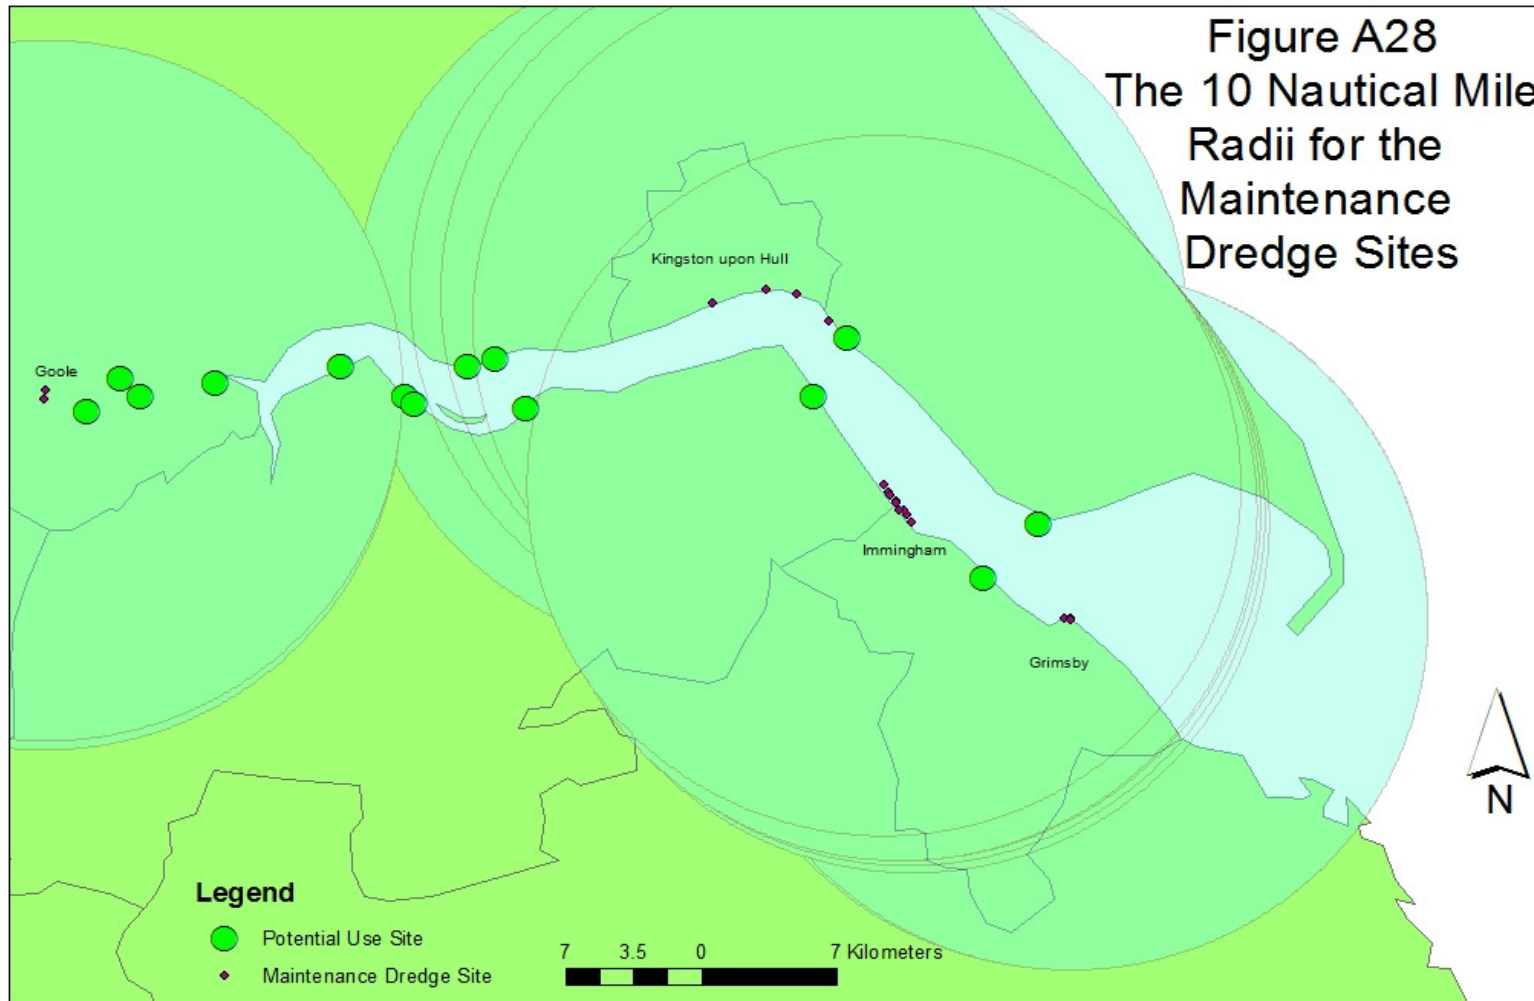 Figure A28
The 10 Nautical Mile
Radii for the
Maintenance
Dredge Sites
Kingston upon Hull
Goole
Immingham
Grimsby
N
Legend
Potential Use Site
Maintenance Dredge Site
7 3.5 0 7 Kilometers